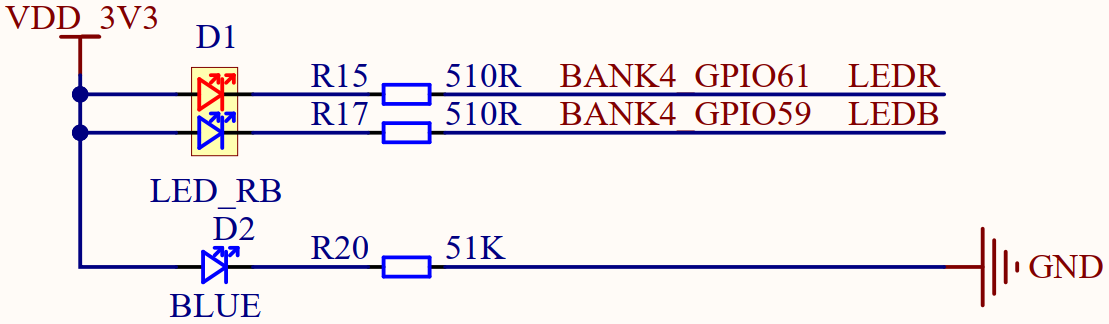 VDD_3V3
D1
R15 510R BANK4_GPIO61 LEDR
R17 510R BANK4_GPIO59 LEDB
LED_RB
D2
R20 51K GND
BLUE